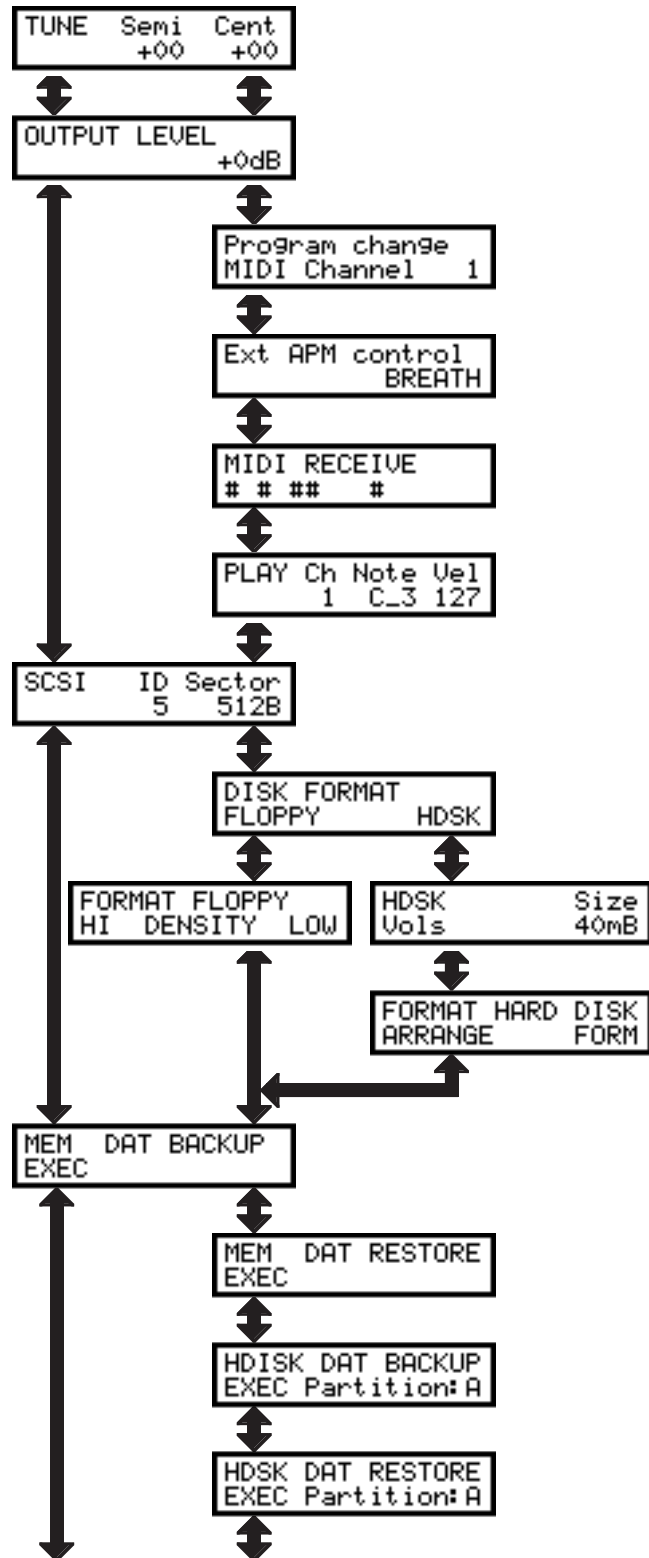 TUNE Semi Cent
+00 +00
OUTPUT LEVEL
+0dB
Program change
MIDI Channel 1
Ext APM control
BREATH
MIDI RECEIVE
# # ## #
PLAY Ch Note Vel
1 C_3 127
SCSI ID Sector
5 512B
DISK FORMAT
FLOPPY HDSK
FORMAT FLOPPY
HI DENSITY LOW
HDSK Size
Vols 40mB
FORMAT HARD DISK
ARRANGE FORM
MEM DAT BACKUP
EXEC
MEM DAT RESTORE
EXEC
HDISK DAT BACKUP
EXEC Partition:A
HDSK DAT RESTORE
EXEC Partition:A